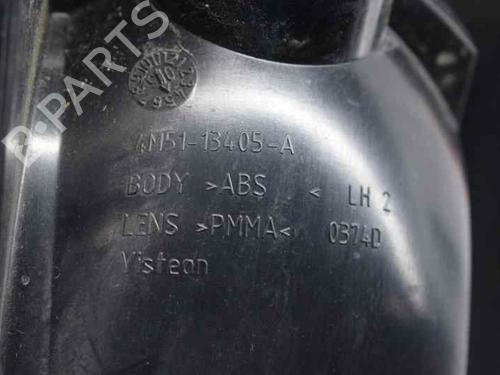 B-PARTS
4M51-13405-A
BODY >ABS < LH 2
LENS >PMMA< 0374D
Visteon